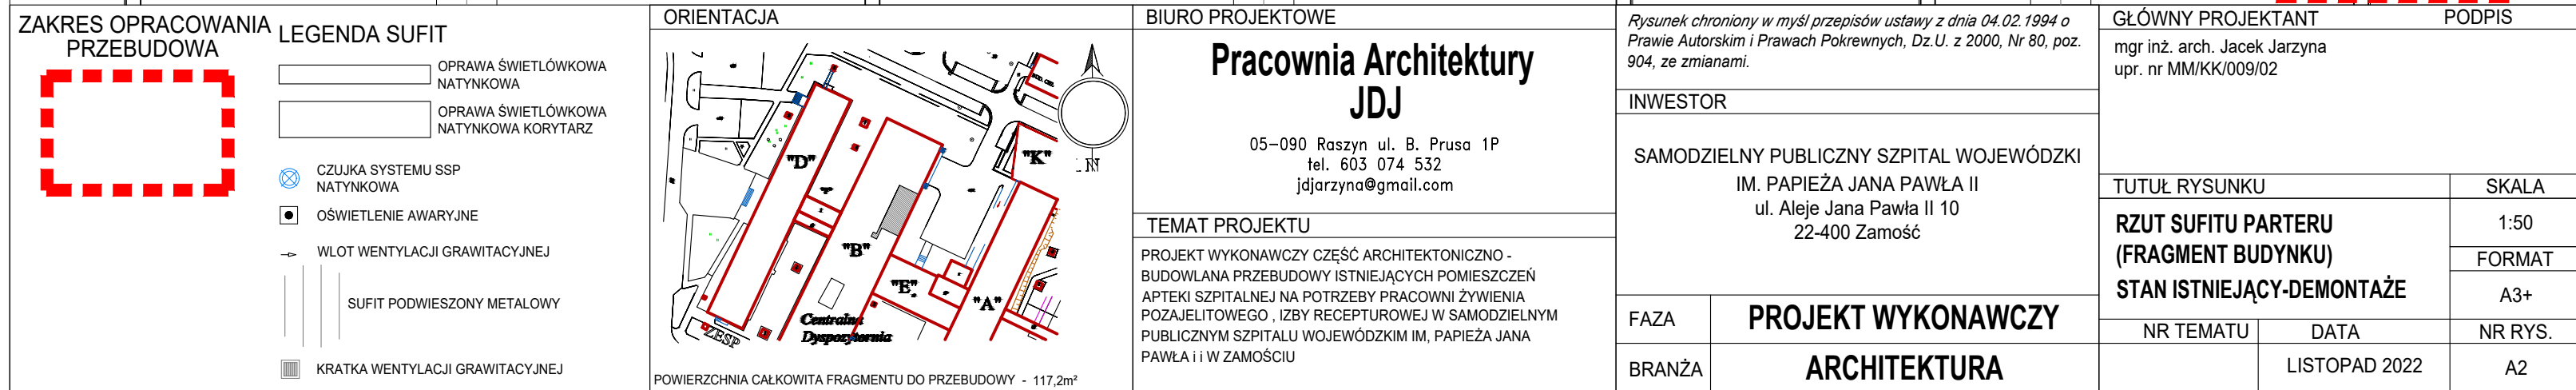 ZAKRES OPRACOWANIA
PRZEBUDOWA
LEGENDA SUFIT
OPRAWA ŚWIETLÓWKOWA
NATYNKOWA
OPRAWA ŚWIETLÓWKOWA
NATYNKOWA KORYTARZ
CZUJKA SYSTEMU SSP
NATYNKOWA
OŚWIETLENIE AWARYJNE
WLOT WENTYLACJI GRAWITACYJNEJ
SUFIT PODWIESZONY METALOWY
KRATKA WENTYLACJI GRAWITACYJNEJ
ORIENTACJA
"D"
"K"
"B"
"E"
"A"
Centralna
Dyspozytornia
ZESP
N
POWIERZCHNIA CAŁKOWITA FRAGMENTU DO PRZEBUDOWY - 117,2m²
BIURO PROJEKTOWE
Pracownia Architektury
JDJ
05-090 Raszyn ul. B. Prusa 1P
tel. 603 074 532
jdjarzyna@gmail.com
TEMAT PROJEKTU
PROJEKT WYKONAWCZY CZĘŚĆ ARCHITEKTONICZNO -
BUDOWLANA PRZEBUDOWY ISTNIEJĄCYCH POMIESZCZEŃ
APTEKI SZPITALNEJ NA POTRZEBY PRACOWNI ŻYWIENIA
POZAJELITOWEGO , IZBY RECEPTUROWEJ W SAMODZIELNYM
PUBLICZNYM SZPITALU WOJEWÓDZKIM IM, PAPIEŻA JANA
PAWŁA i i W ZAMOŚCIU
Rysunek chroniony w myśl przepisów ustawy z dnia 04.02.1994 o
Prawie Autorskim i Prawach Pokrewnych, Dz.U. z 2000, Nr 80, poz.
904, ze zmianami.
INWESTOR
SAMODZIELNY PUBLICZNY SZPITAL WOJEWÓDZKI
IM. PAPIEŻA JANA PAWŁA II
ul. Aleje Jana Pawła II 10
22-400 Zamość
FAZA
PROJEKT WYKONAWCZY
BRANŻA
ARCHITEKTURA
GŁÓWNY PROJEKTANT
PODPIS
mgr inż. arch. Jacek Jarzyna
upr. nr MM/KK/009/02
TUTUŁ RYSUNKU
SKALA
RZUT SUFITU PARTERU
(FRAGMENT BUDYNKU)
STAN ISTNIEJĄCY-DEMONTAŻE
1:50
FORMAT
A3+
NR TEMATU
DATA
NR RYS.
LISTOPAD 2022
A2